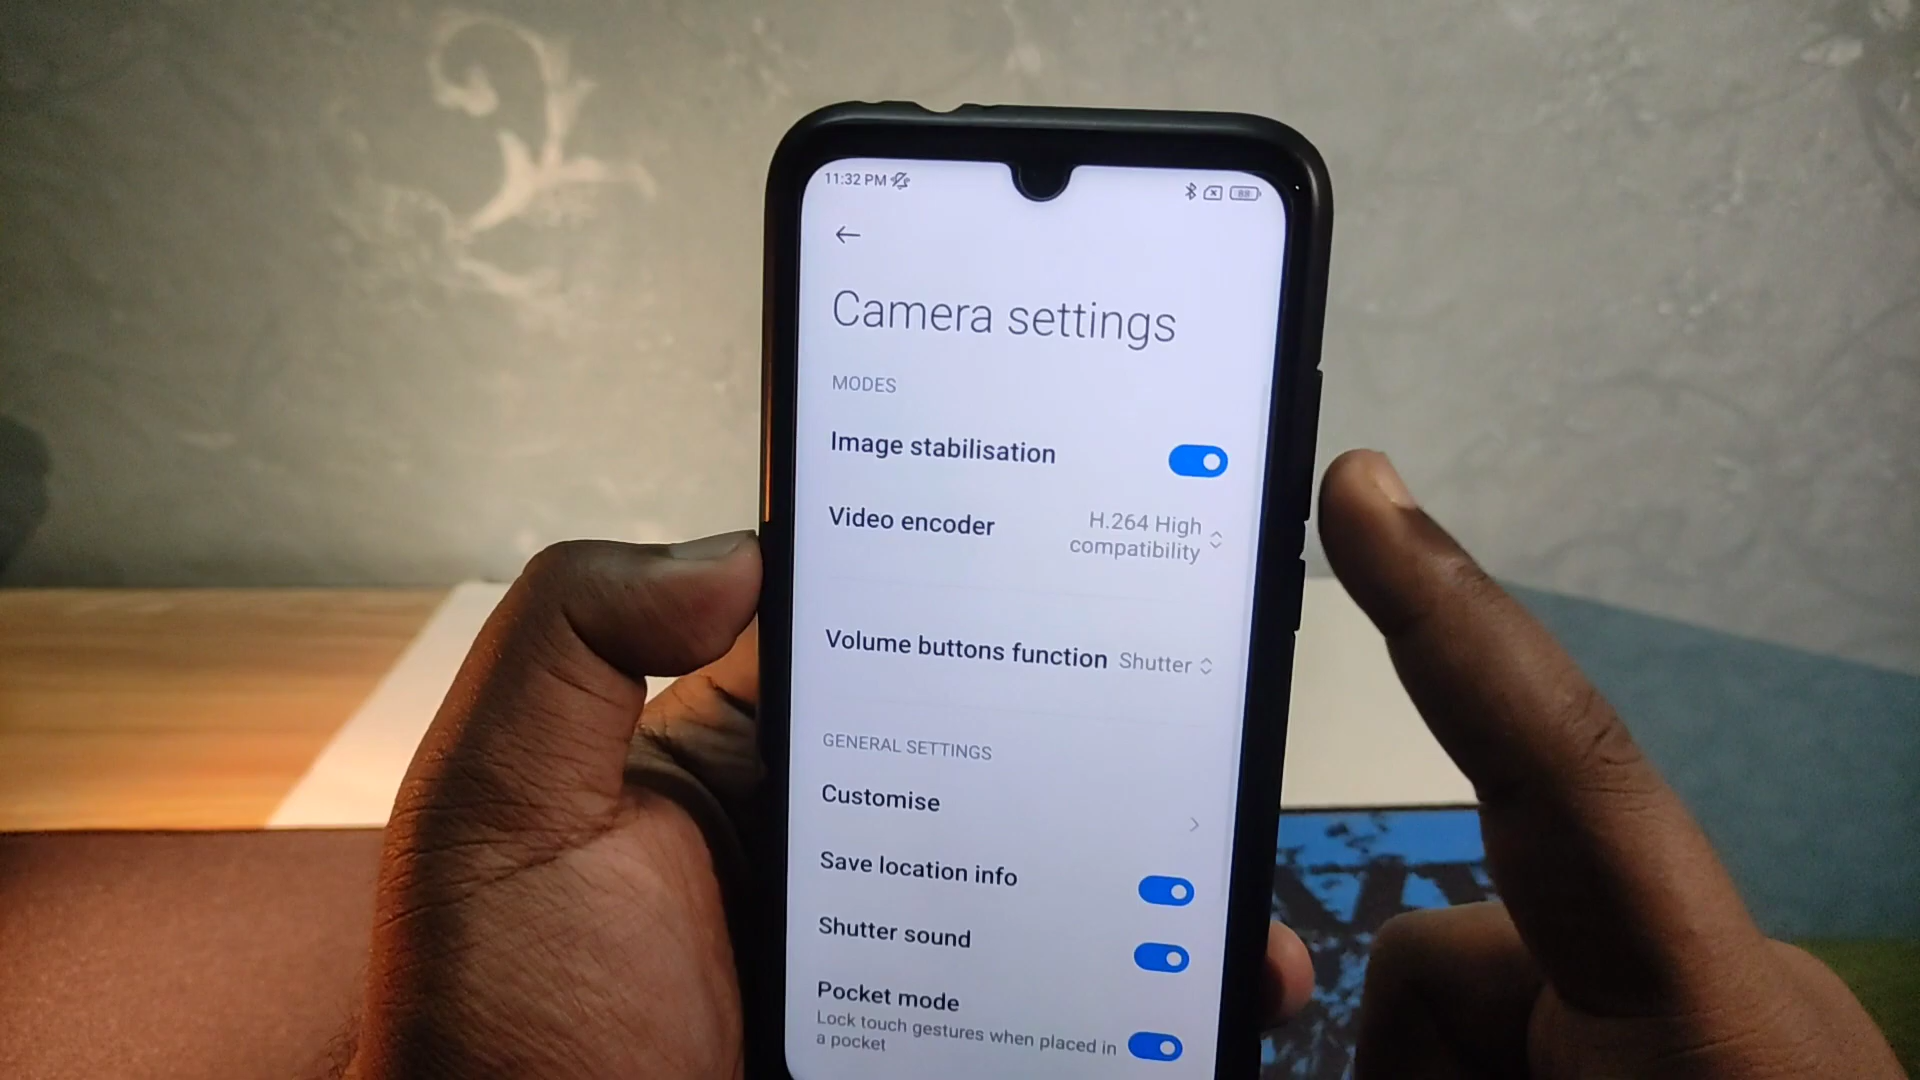 11:32 PM
88
Camera settings
MODES
Image stabilisation
Video encoder
H.264 High
compatibility
Volume buttons function Shutter
GENERAL SETTINGS
Customise
Save location info
Shutter sound
Pocket mode
Lock touch gestures when placed in
a pocket